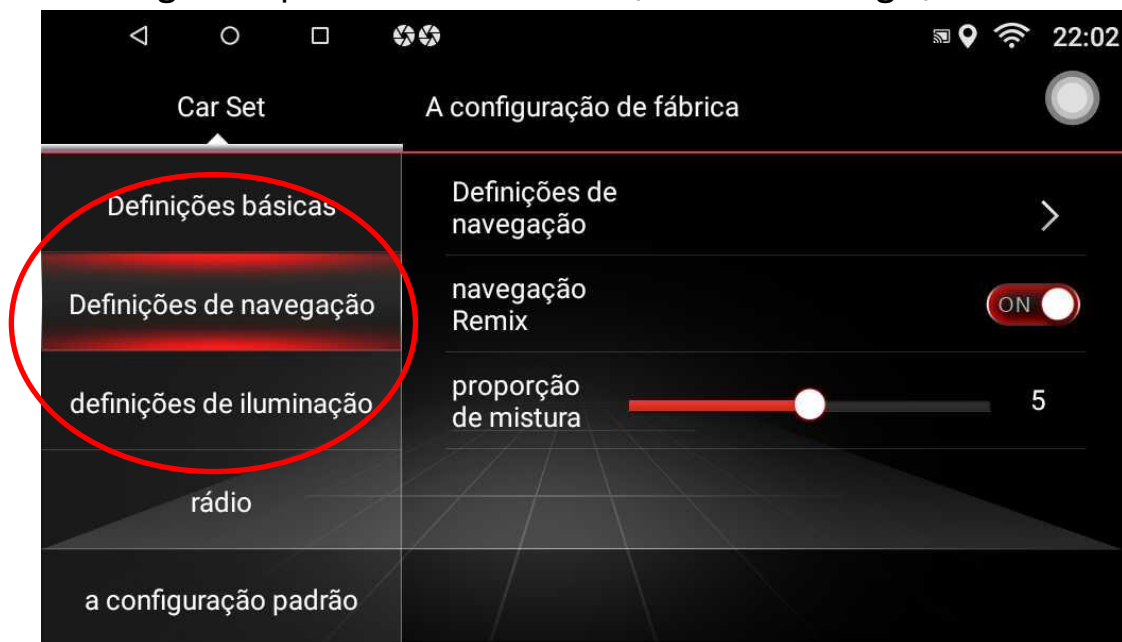 22:02
Car Set
A configuração de fábrica
Definições básicas
Definições de navegação
definições de iluminação
rádio
a configuração padrão
Definições de
navegação
navegação
Remix
ON
proporção
de mistura
5